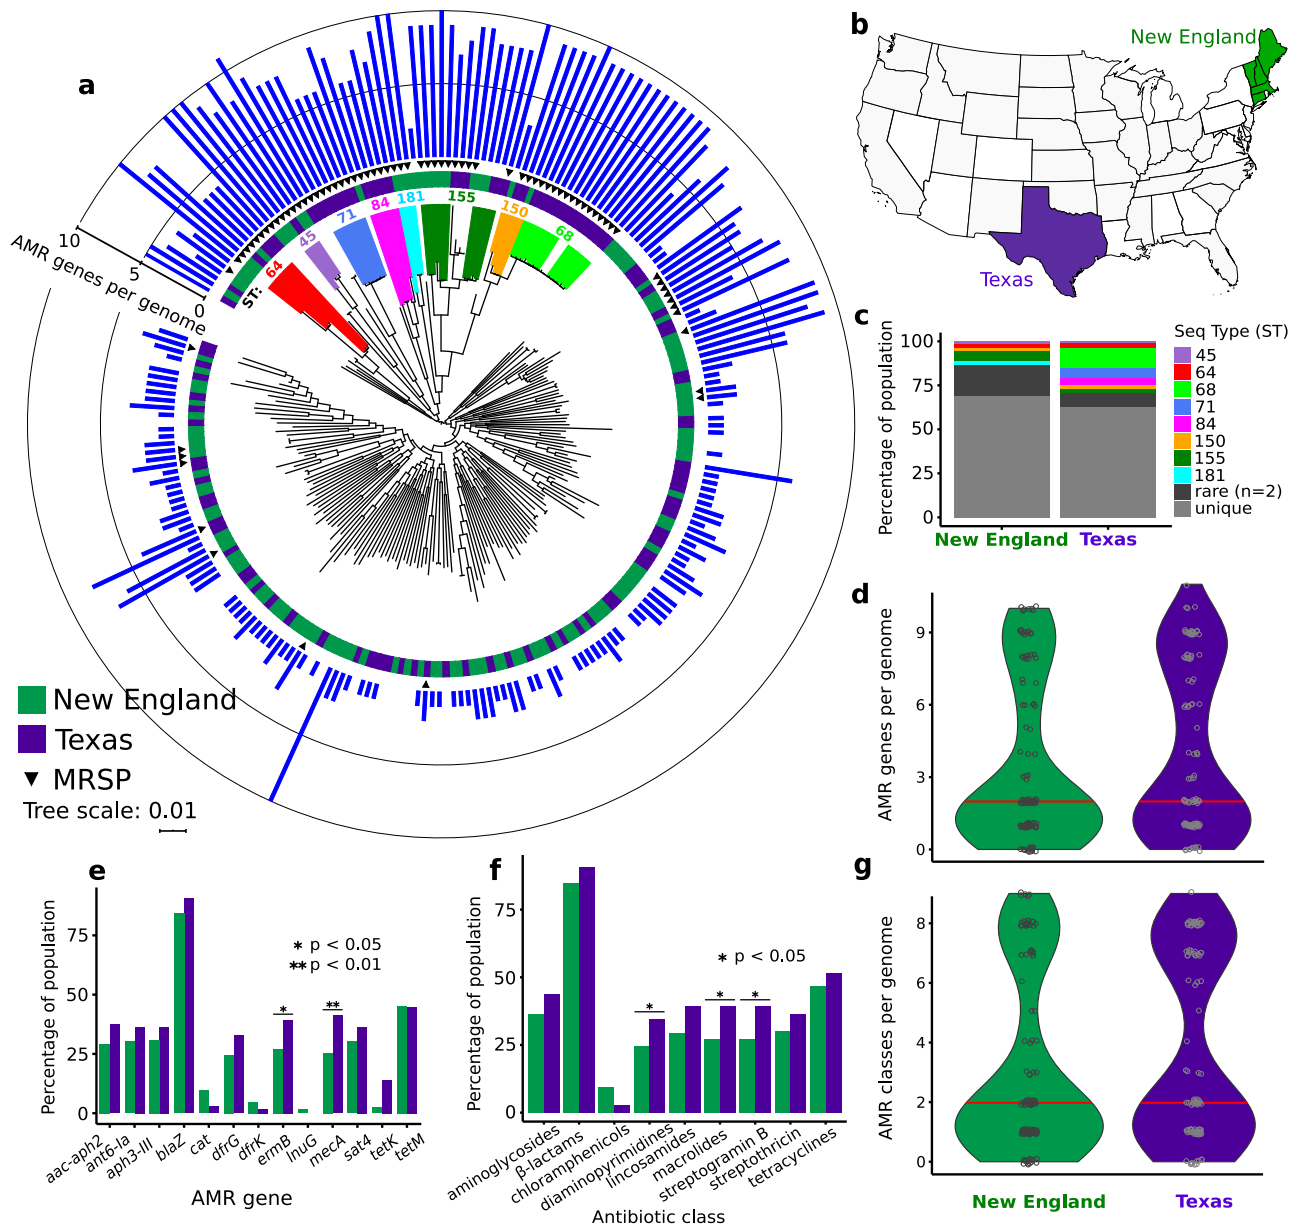 a
10
5
0
AMR genes per genome
ST:
64
45
71
84
181
155
150
68
New England
Texas
MRSP
Tree scale: 0.01
b
New England
Texas
c
Percentage of population
100
75
50
25
0
New England
Texas
Seq Type (ST)
45
64
68
71
84
150
155
181
rare (n=2)
unique
d
AMR genes per genome
9
6
3
0
e
Percentage of population
75
50
25
0
* p < 0.05
** p < 0.01
*
**
aac-aph2
ant6-Ia
aph3-III
blaZ
cat
dfrG
dfrK
ermB
lnuG
mecA
sat4
tetK
tetM
AMR gene
f
Percentage of population
75
50
25
0
* p < 0.05
*
*
*
aminoglycosides
β-lactams
chloramphenicols
diaminopyrimidines
lincosamides
macrolides
streptogramin B
streptothricin
tetracyclines
Antibiotic class
g
AMR classes per genome
8
6
4
2
0
New England
Texas